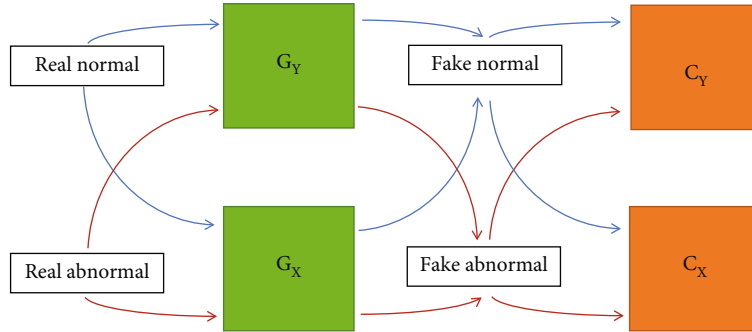 Real normal
G_Y
Fake normal
C_Y
Real abnormal
G_X
Fake abnormal
C_X